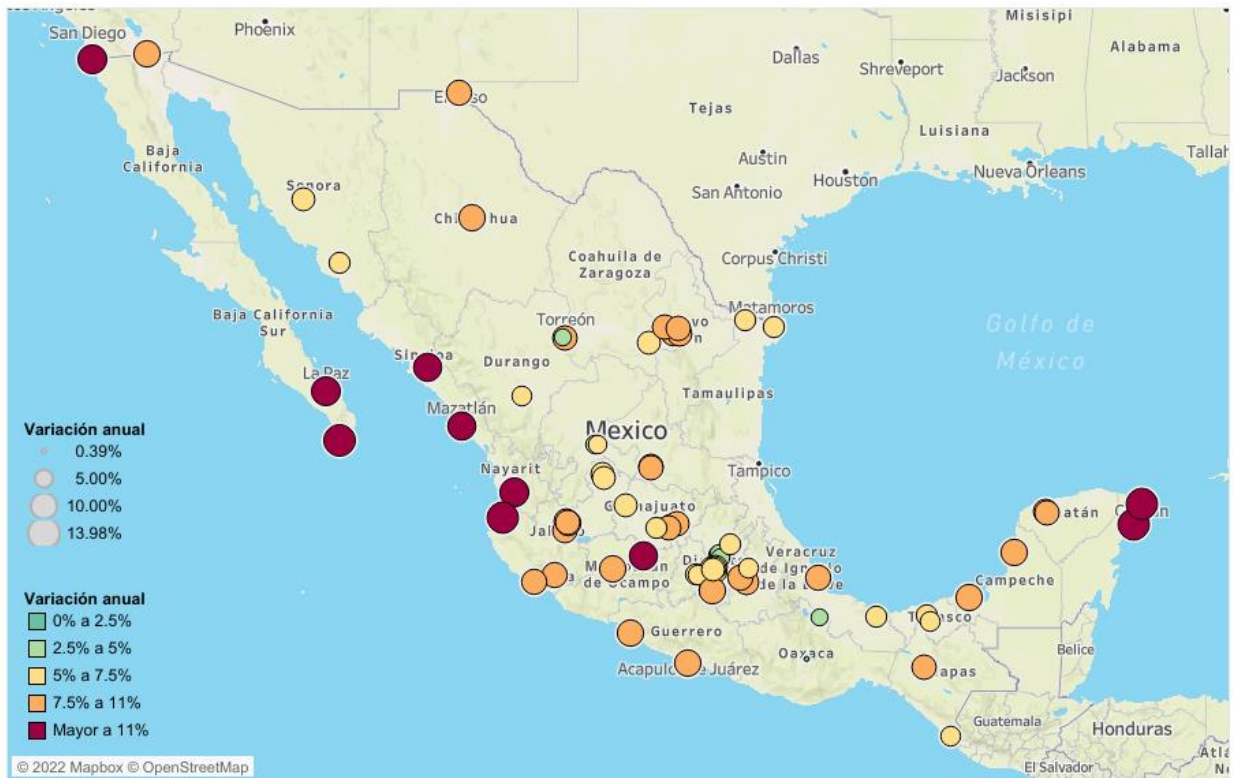 Misisipi
San Diego
Phoenix
Dallas
Shreveport
Alabama
Jackson
Tejas
Luisiana
Baja
California
Austin
Tallah
Houston
Nueva Orleans
Sonora
San Antonio
Coahuila de
Zaragoza
Corpus Christi
Baja California
Sur
Torreón
Matamoros
Golfo de
México
Durango
La Paz
Tamaulipas
Mazatlán
Variación anual
0.39%
5.00%
10.00%
13.98%
Mexico
Nayarit
Tampico
Veracruz
de la
Campeche
Guerrero
Oaxaca
Belice
Acapulco de Juárez
Variación anual
0% a 2.5%
2.5% a 5%
5% a 7.5%
7.5% a 11%
Mayor a 11%
Guatemala
Honduras
El Salvador
© 2022 Mapbox © OpenStreetMap